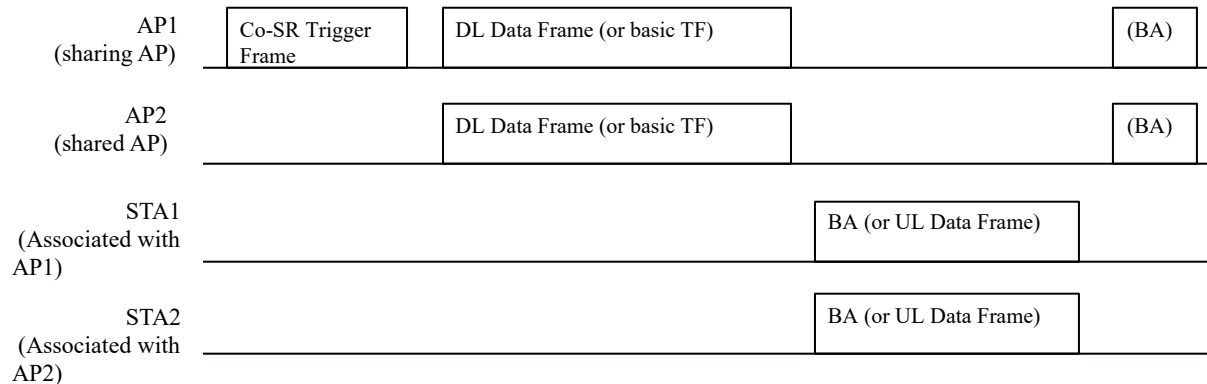 AP1
(sharing AP)
Co-SR Trigger
Frame
DL Data Frame (or basic TF)
(BA)
AP2
(shared AP)
DL Data Frame (or basic TF)
(BA)
STA1
(Associated with
AP1)
BA (or UL Data Frame)
STA2
(Associated with
AP2)
BA (or UL Data Frame)